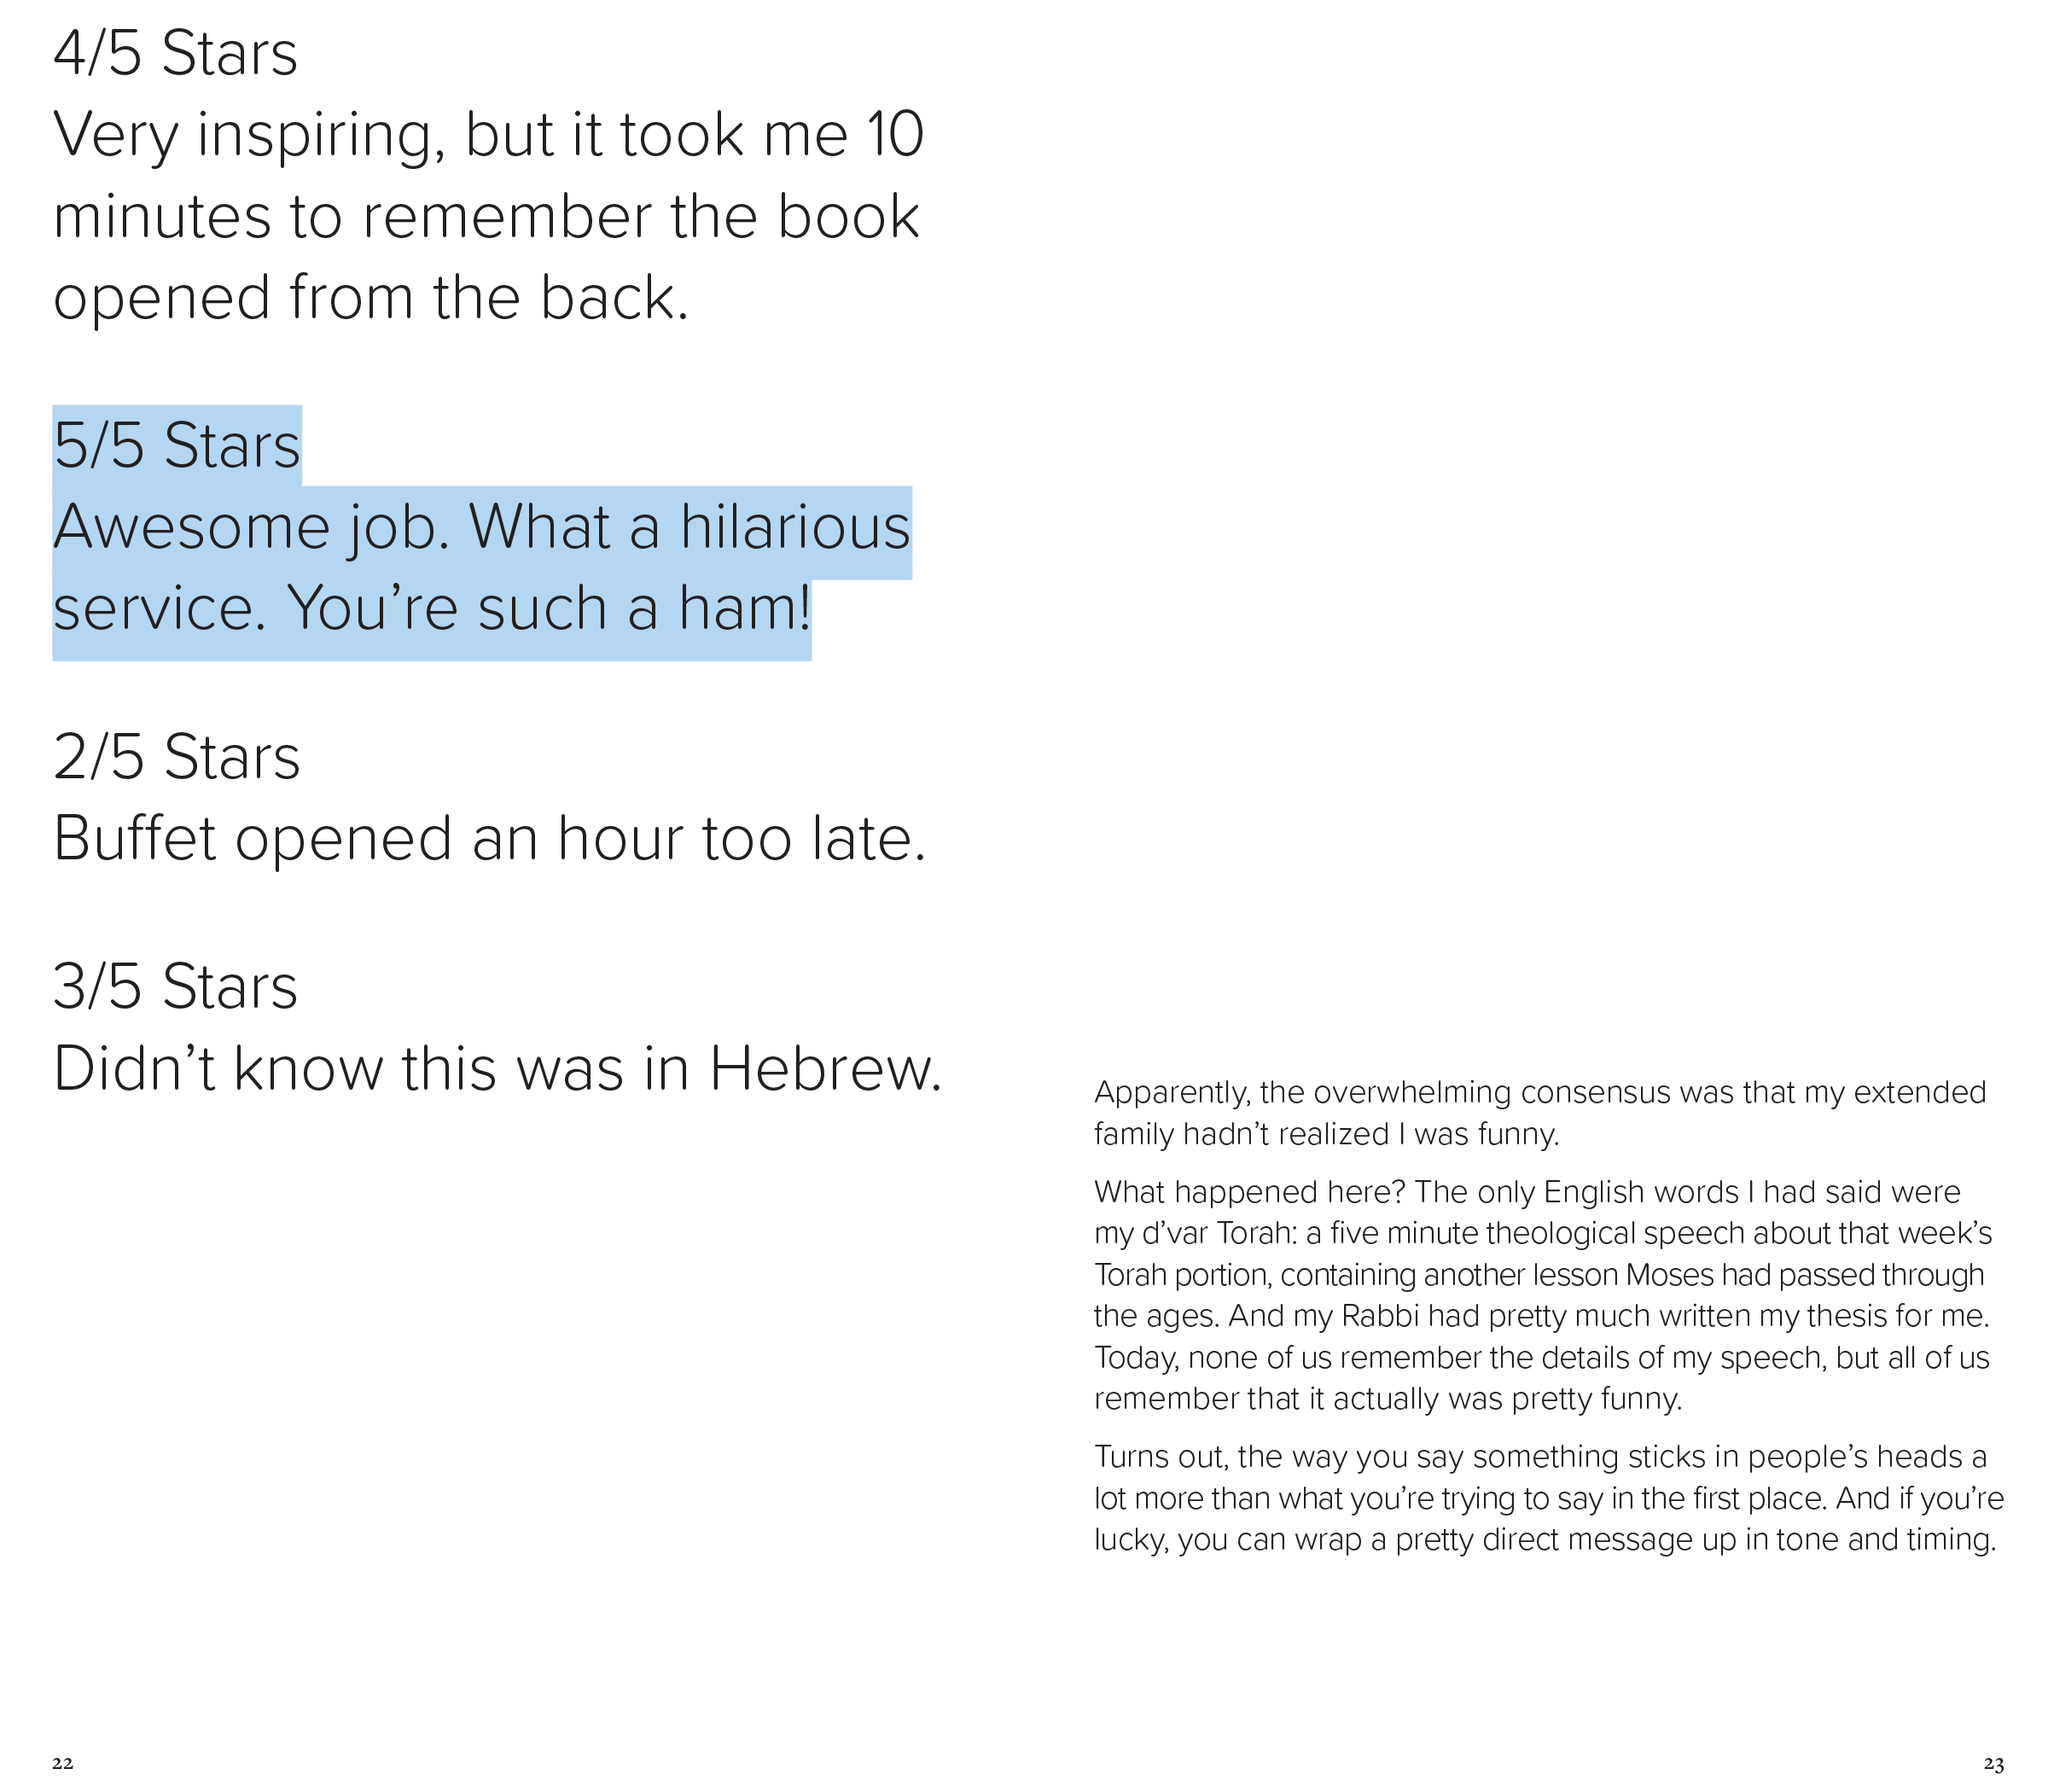 4/5 Stars
Very inspiring, but it took me 10
minutes to remember the book
opened from the back.
5/5 Stars
Awesome job. What a hilarious
service. You’re such a ham!
2/5 Stars
Buffet opened an hour too late.
3/5 Stars
Didn’t know this was in Hebrew.
22
Apparently, the overwhelming consensus was that my extended
family hadn’t realized I was funny.
What happened here? The only English words I had said were
my d’var Torah: a five minute theological speech about that week’s
Torah portion, containing another lesson Moses had passed through
the ages. And my Rabbi had pretty much written my thesis for me.
Today, none of us remember the details of my speech, but all of us
remember that it actually was pretty funny.
Turns out, the way you say something sticks in people’s heads a
lot more than what you’re trying to say in the first place. And if you’re
lucky, you can wrap a pretty direct message up in tone and timing.
23